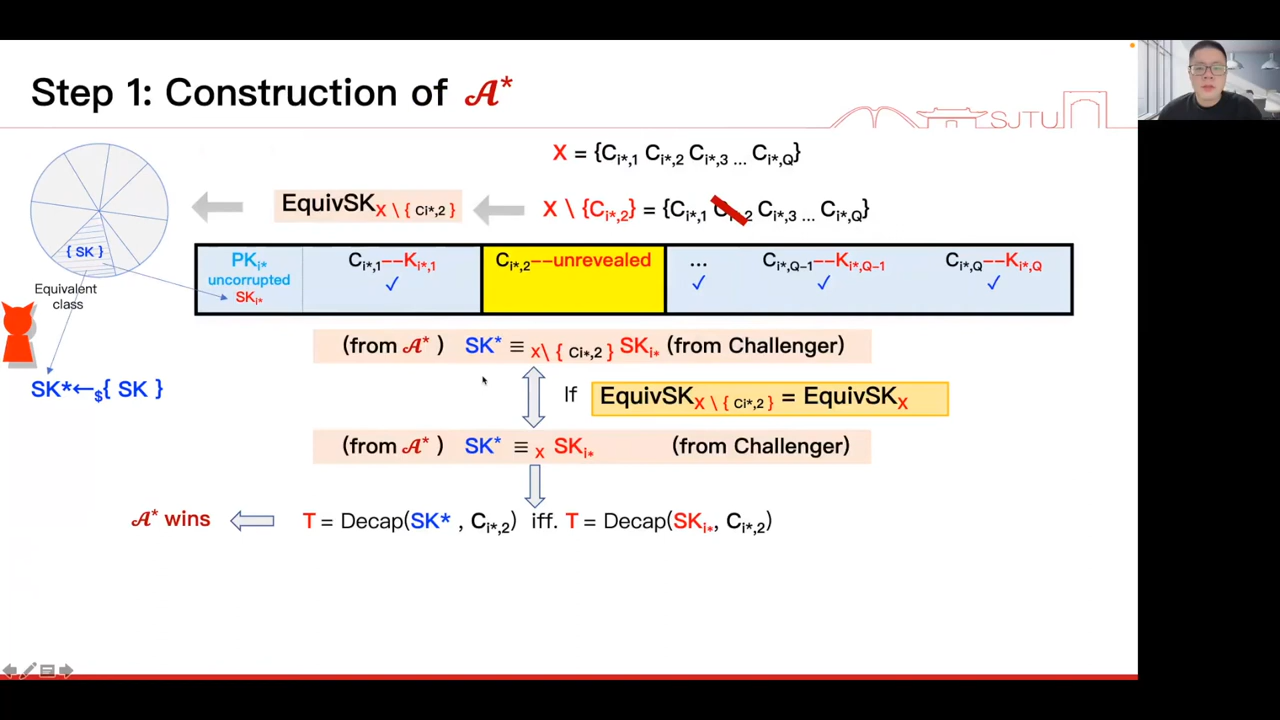 Step 1: Construction of 𝒜*
SJTU
X = {Ci*,1 Ci*,2 Ci*,3 ... Ci*,Q}
EquivSKX \ { Ci*,2 }
X \ {Ci*,2} = {Ci*,1 Ci*,2 Ci*,3 ... Ci*,Q}
{ SK }
Equivalent
class
PKi*
uncorrupted
SKi*
Ci*,1--Ki*,1
✓
Ci*,2--unrevealed
...
✓
Ci*,Q-1--Ki*,Q-1
✓
Ci*,Q--Ki*,Q
✓
(from 𝒜* ) SK* ≡ X\ { Ci*,2 } SKi* (from Challenger)
SK*←$ { SK }
If EquivSKX \ { Ci*,2 } = EquivSKX
(from 𝒜* ) SK* ≡ X SKi* (from Challenger)
𝒜* wins
T = Decap(SK* , Ci*,2) iff. T = Decap(SKi*, Ci*,2)